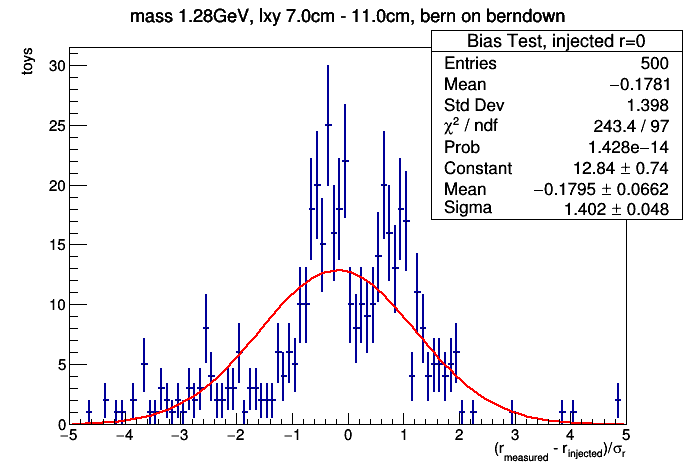 mass 1.28GeV, lxy 7.0cm - 11.0cm, bern on berndown
Bias Test, injected r=0
Entries 500
Mean −0.1781
Std Dev 1.398
χ² / ndf 243.4 / 97
Prob 1.428e−14
Constant 12.84 ± 0.74
Mean −0.1795 ± 0.0662
Sigma 1.402 ± 0.048
toys
30
25
20
15
10
5
0
−5 −4 −3 −2 −1 0 1 2 3 4 5
(r_measured - r_injected)/σ_r